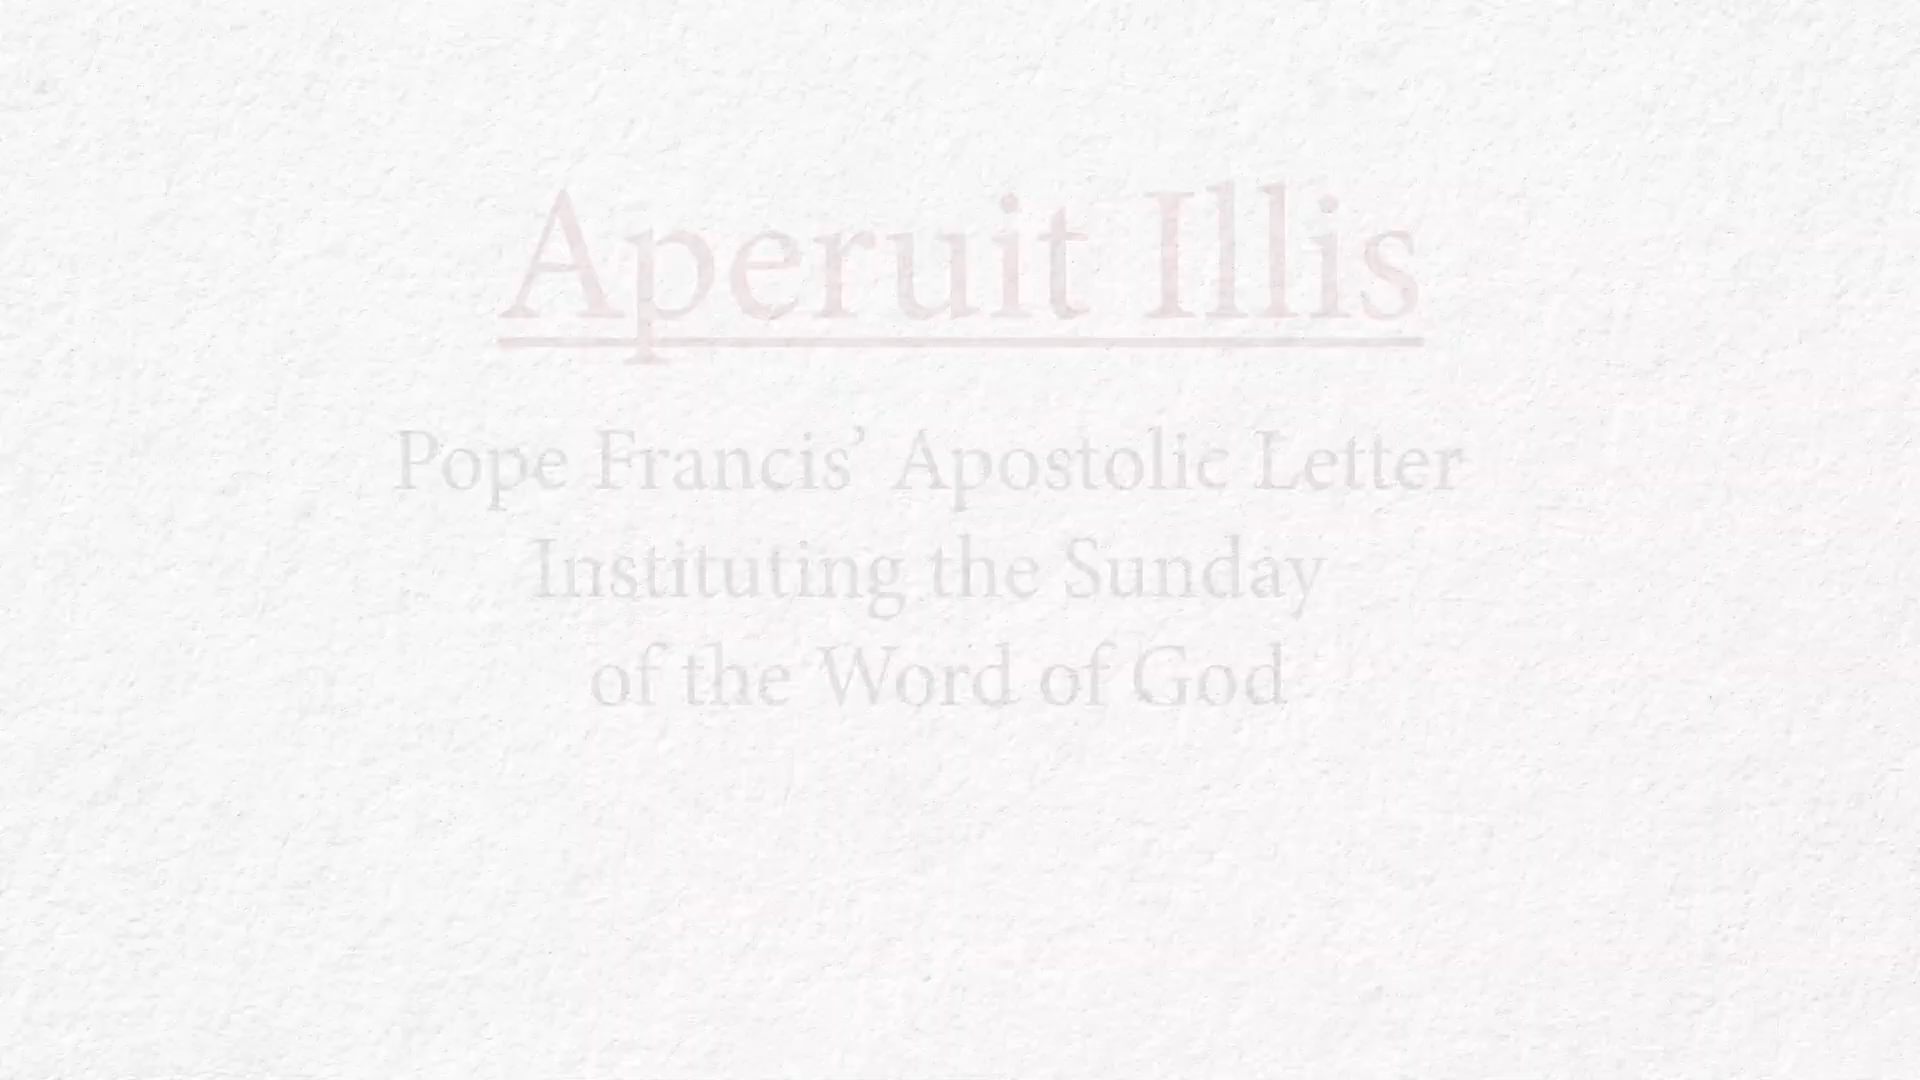 Aperuit Illis
Pope Francis’ Apostolic Letter
Instituting the Sunday
of the Word of God